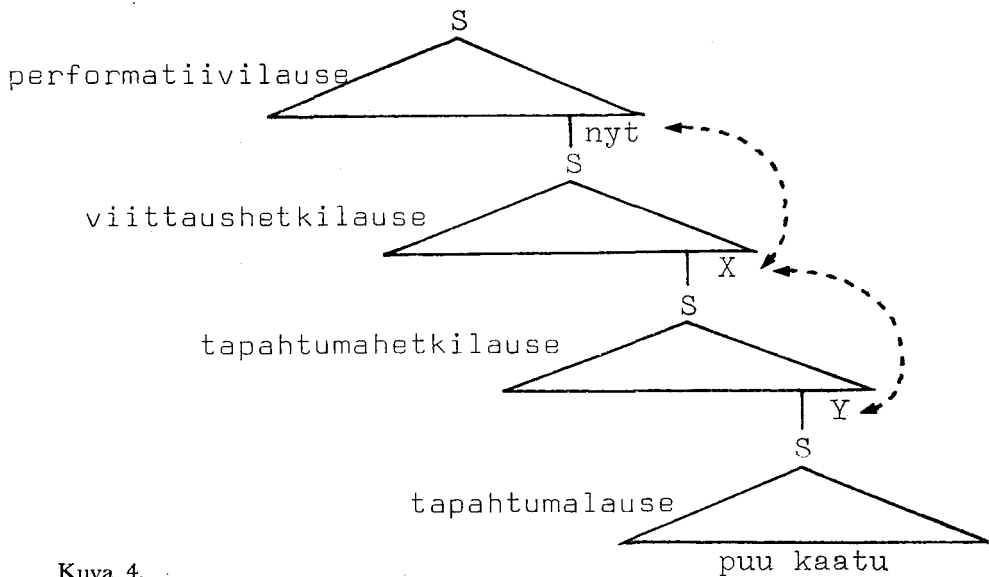 S
performatiivilause
nyt
S
viittaushetkilause
X
S
tapahtumahetkilause
Y
S
tapahtumalause
puu kaatu
Kuva 4.